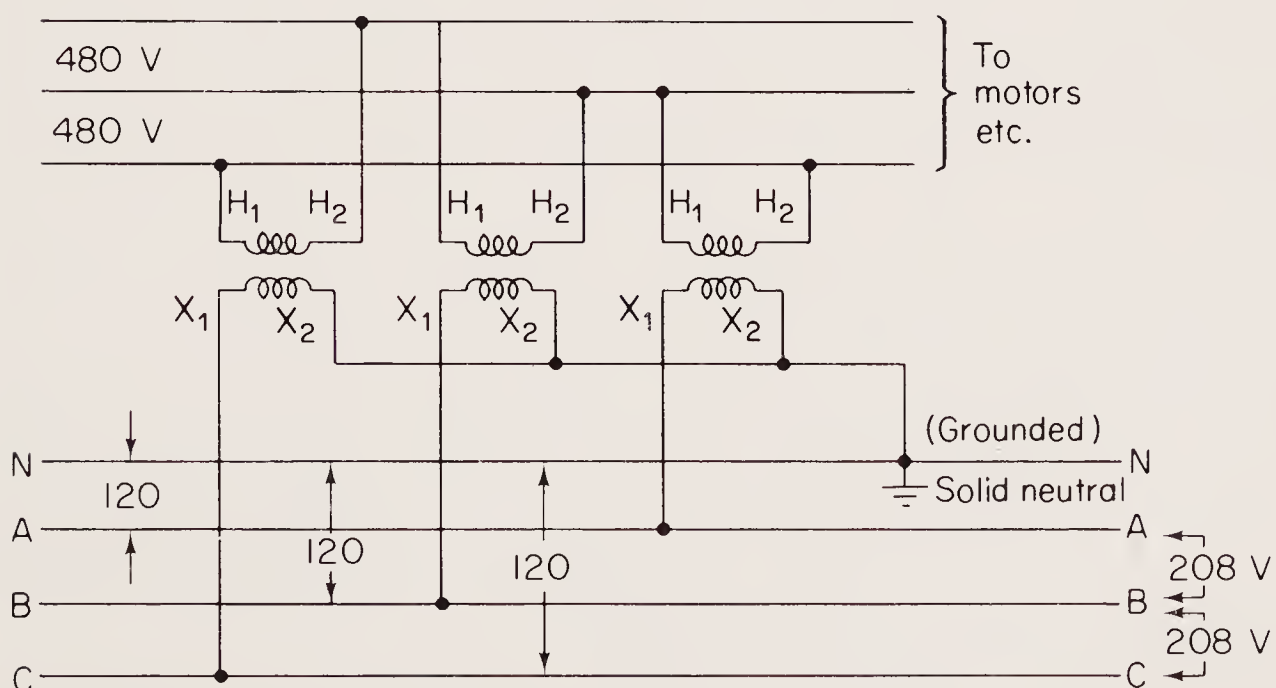 480 V
480 V
To
motors
etc.
H₁ H₂ H₁ H₂ H₁ H₂
X₁ X₂ X₁ X₂ X₁ X₂
(Grounded)
N N
120
Solid neutral
A A
120 120
208 V
B B
208 V
C C